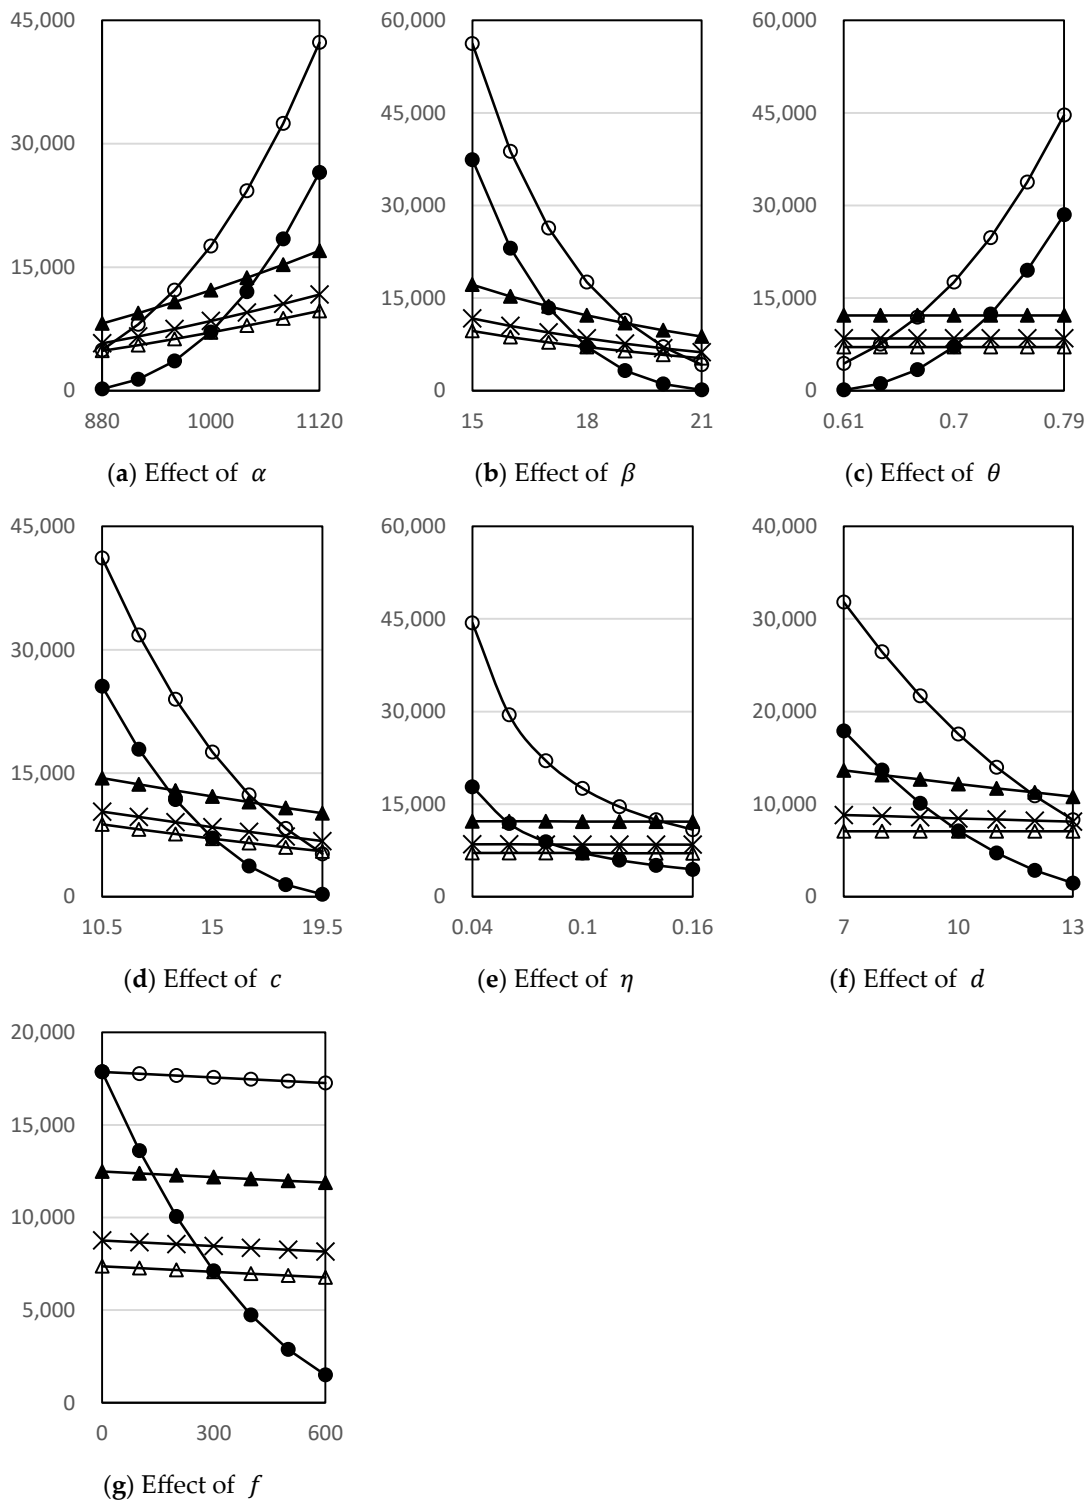 45,000 60,000 60,000
45,000 45,000
30,000
30,000 30,000
15,000
15,000 15,000
0 0 0
880 1000 1120 15 18 21 0.61 0.7 0.79
(a) Effect of α (b) Effect of β (c) Effect of θ
45,000 60,000 40,000
45,000 30,000
30,000
30,000 20,000
15,000
15,000 10,000
0 0 0
10.5 15 19.5 0.04 0.1 0.16 7 10 13
(d) Effect of c (e) Effect of η (f) Effect of d
20,000
15,000
10,000
5,000
0
0 300 600
(g) Effect of f